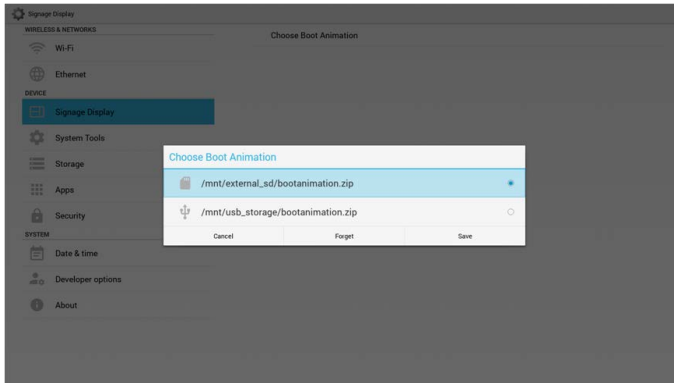 Signage Display
WIRELESS & NETWORKS
Wi-Fi
Ethernet
DEVICE
Signage Display
System Tools
Storage
Apps
Security
SYSTEM
Date & time
Developer options
About
Choose Boot Animation
Choose Boot Animation
/mnt/external_sd/bootanimation.zip
/mnt/usb_storage/bootanimation.zip
Cancel Forget Save